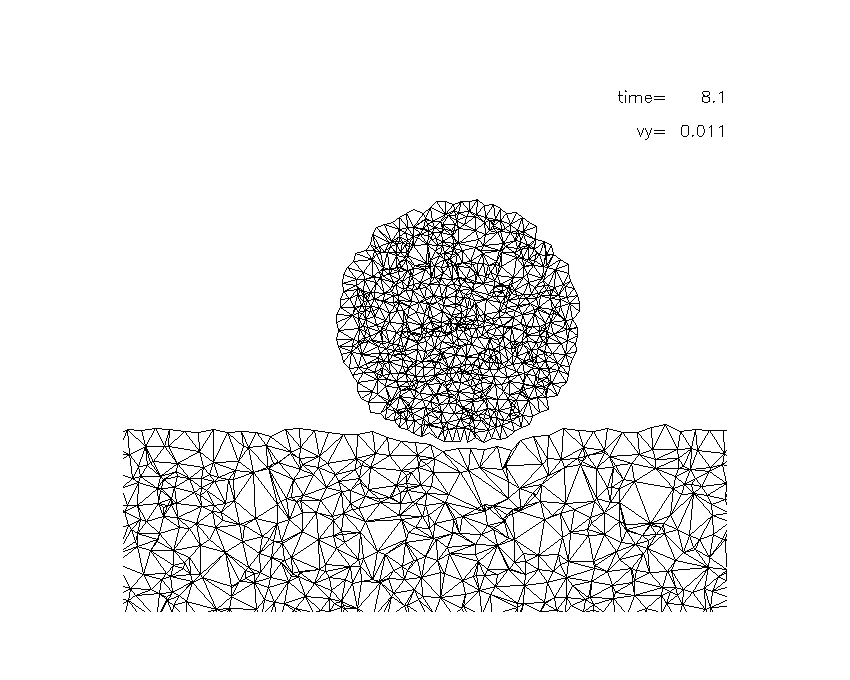 time= 8.1
vy= 0.011